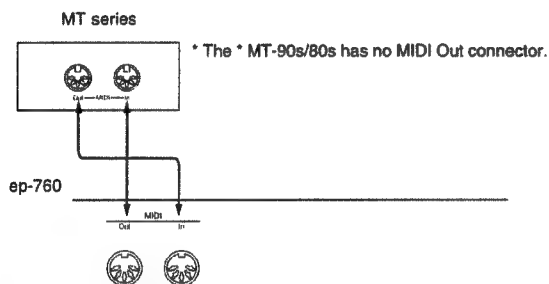 MT series
* The * MT-90s/80s has no MIDI Out connector.
Out MIDI In
ep-760
MIDI
Out In